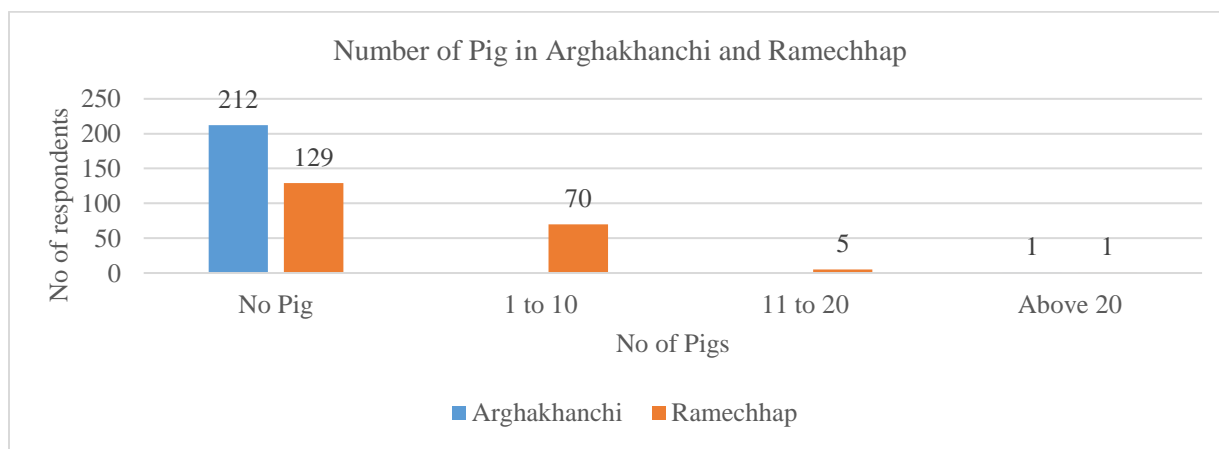 Number of Pig in Arghakhanchi and Ramechhap
No of respondents
250
200
150
100
50
0
212
129
70
5
1
1
No Pig
1 to 10
11 to 20
Above 20
No of Pigs
Arghakhanchi
Ramechhap